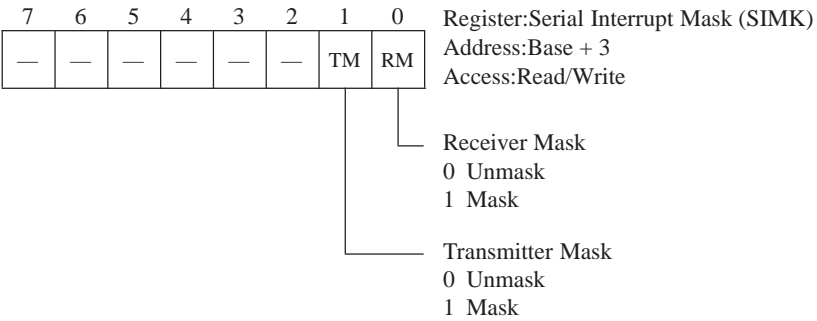 7 6 5 4 3 2 1 0
— — — — — — TM RM
Register:Serial Interrupt Mask (SIMK)
Address:Base + 3
Access:Read/Write
Receiver Mask
0 Unmask
1 Mask
Transmitter Mask
0 Unmask
1 Mask